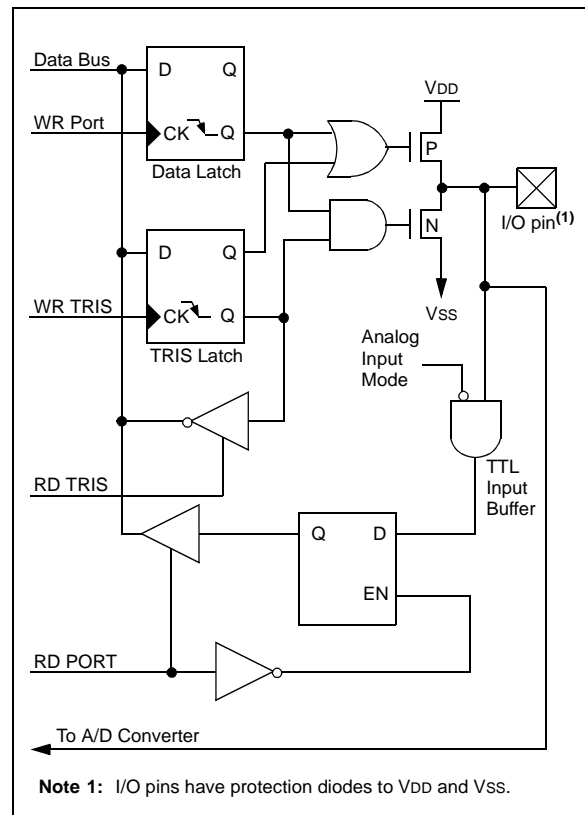 Data Bus
D Q
VDD
WR Port
CK Q
P
Data Latch
I/O pin(1)
D Q
N
WR TRIS
CK Q
VSS
TRIS Latch
Analog
Input
Mode
TTL
Input
Buffer
RD TRIS
Q D
EN
RD PORT
To A/D Converter
Note 1: I/O pins have protection diodes to VDD and VSS.